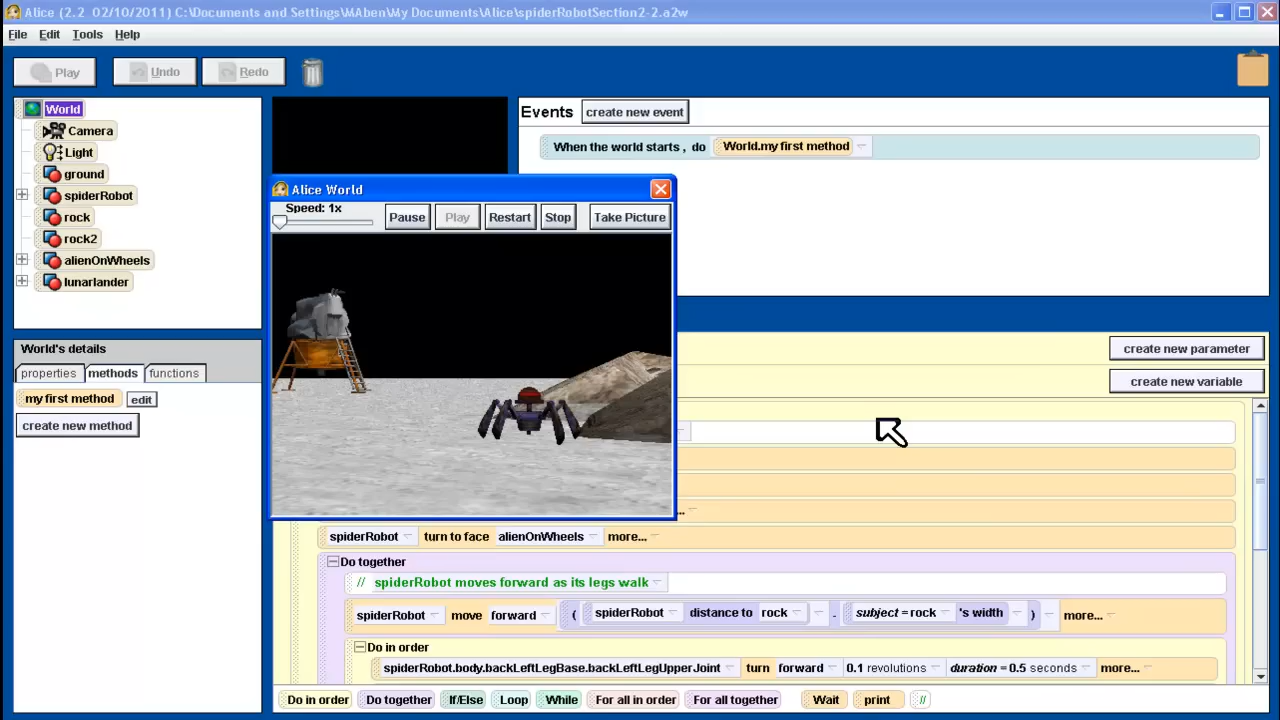 Alice (2.2 02/10/2011) C:\Documents and Settings\MAben\My Documents\Alice\spiderRobotSection2-2.a2w
File Edit Tools Help
Play Undo Redo
World
Camera
Light
ground
spiderRobot
rock
rock2
alienOnWheels
lunarlander
Events create new event
When the world starts , do World.my first method
Alice World
Speed: 1x
Pause Play Restart Stop Take Picture
World's details
properties methods functions
my first method edit
create new method
create new parameter
create new variable
...
spiderRobot turn to face alienOnWheels more...
Do together
// spiderRobot moves forward as its legs walk
spiderRobot move forward ( spiderRobot distance to rock - subject = rock 's width ) more...
Do in order
spiderRobot.body.backLeftLegBase.backLeftLegUpperJoint turn forward 0.1 revolutions duration = 0.5 seconds more...
Do in order Do together If/Else Loop While For all in order For all together Wait print //